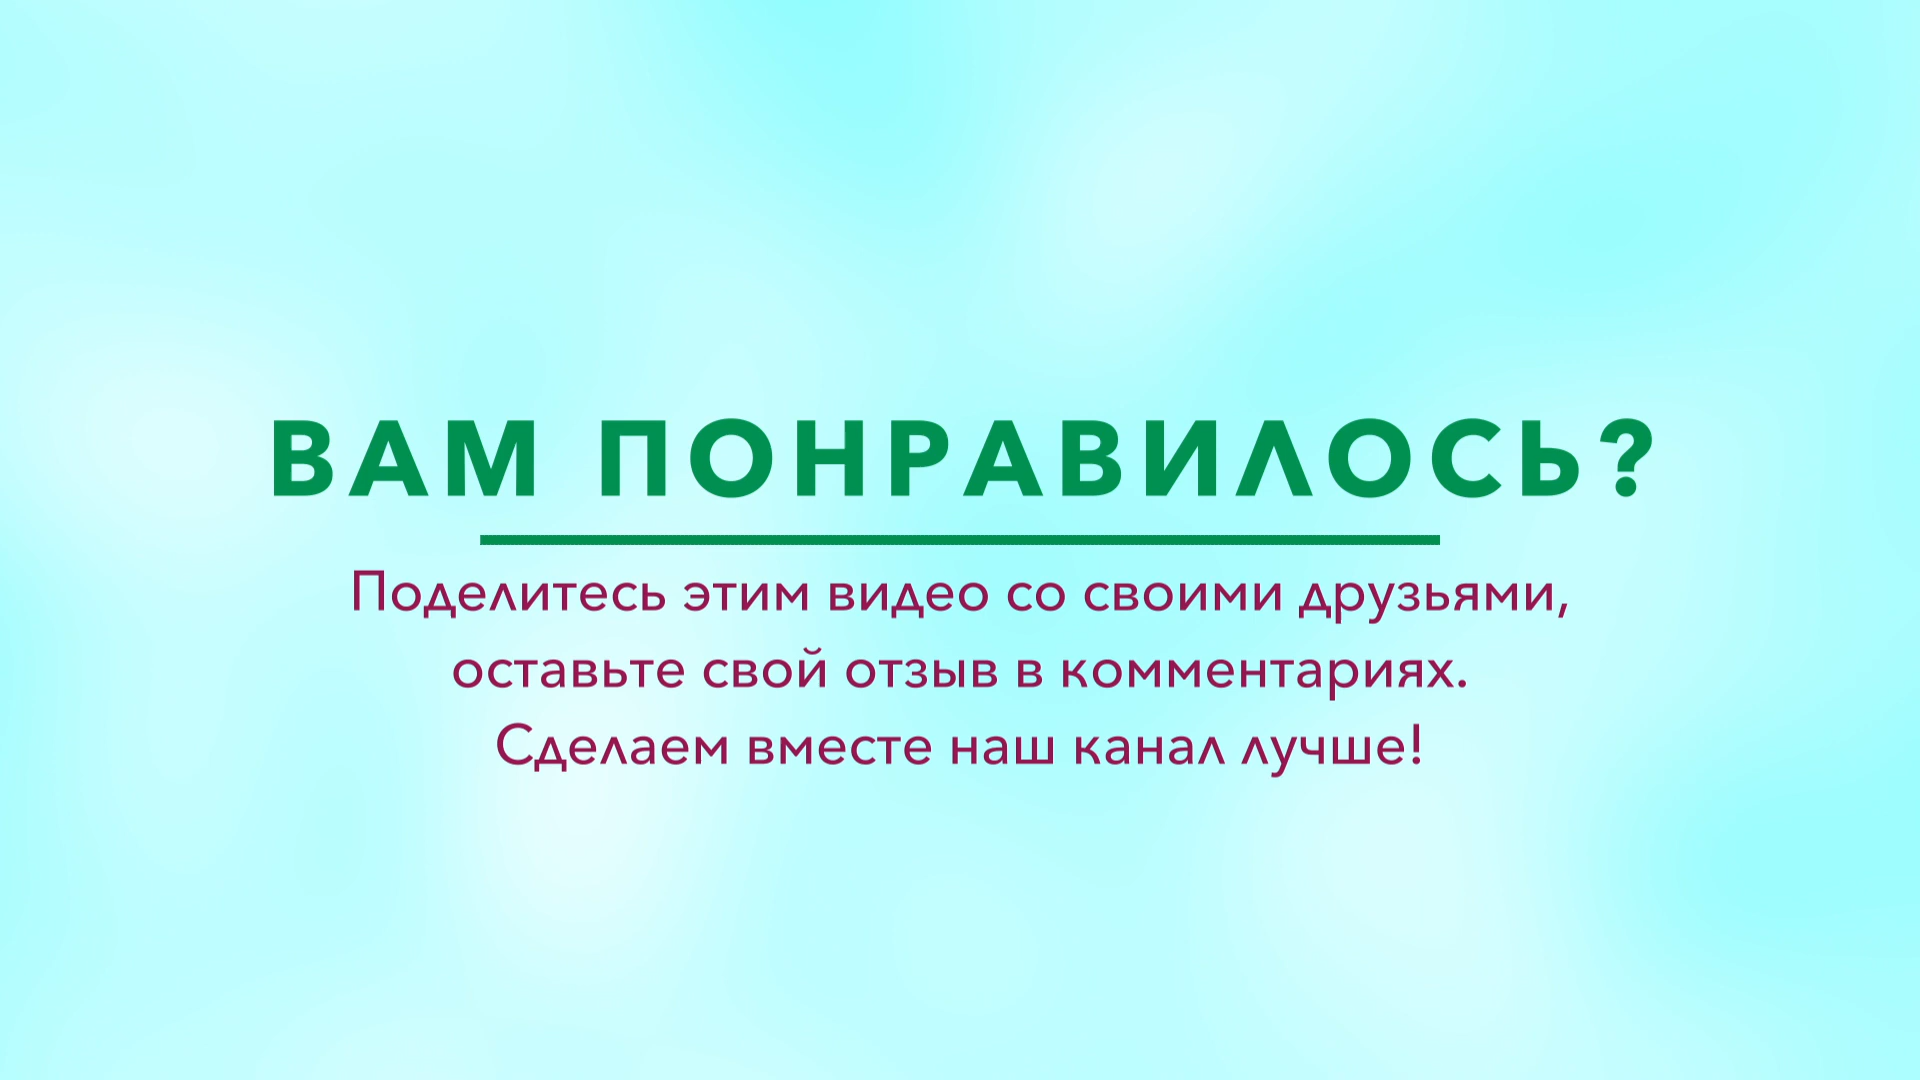 ВАМ ПОНРАВИЛОСЬ?
Поделитесь этим видео со своими друзьями,
оставьте свой отзыв в комментариях.
Сделаем вместе наш канал лучше!